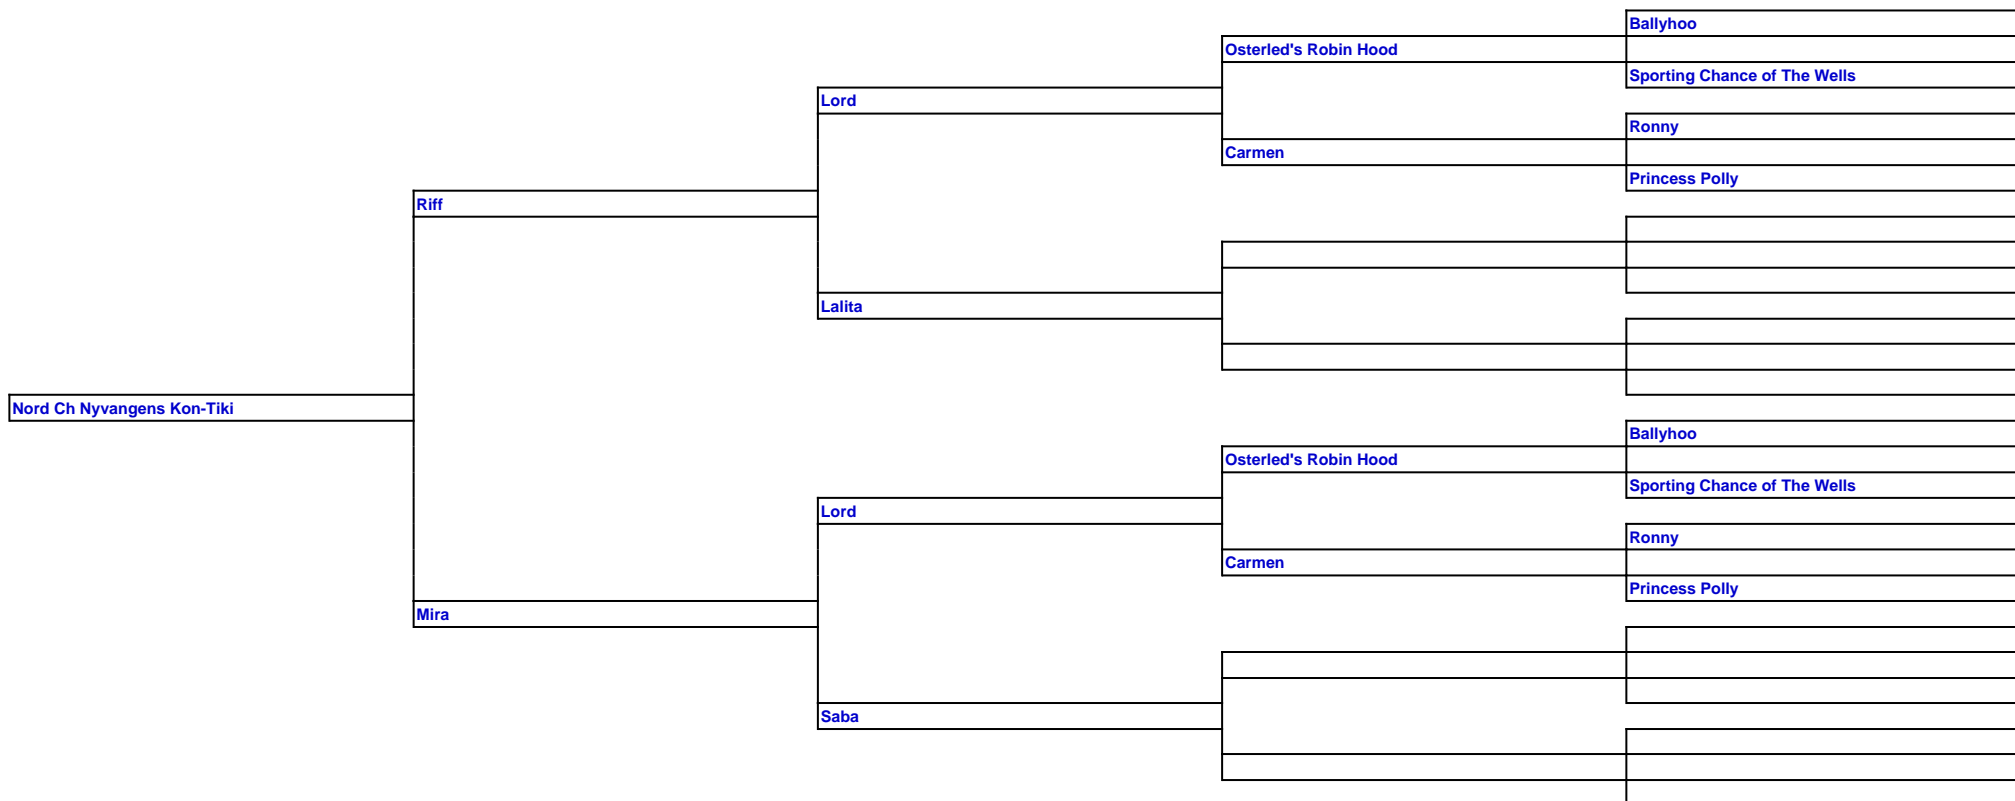 Ballyhoo
Osterled's Robin Hood
Sporting Chance of The Wells
Lord
Ronny
Carmen
Princess Polly
Riff
Lalita
Nord Ch Nyvangens Kon-Tiki
Ballyhoo
Osterled's Robin Hood
Sporting Chance of The Wells
Lord
Ronny
Carmen
Princess Polly
Mira
Saba